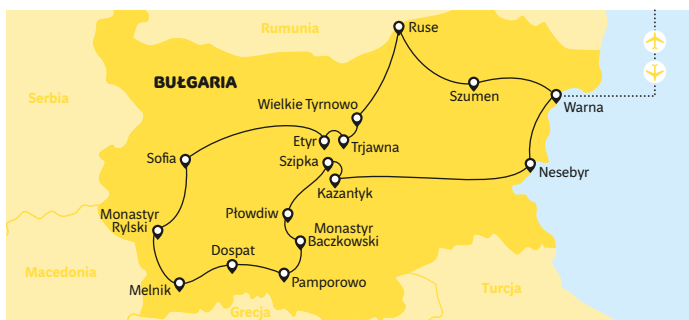 Rumunia
Ruse
BUŁGARIA
Serbia
Szumen
Wielkie Tyrnowo
Warna
Etyr
Trjawna
Sofia
Szipka
Nesebyr
Kazanłyk
Monastyr
Rylski
Płowdiw
Monastyr
Baczkowski
Dospat
Macedonia
Melnik
Pamporowo
Turcja
Grecja